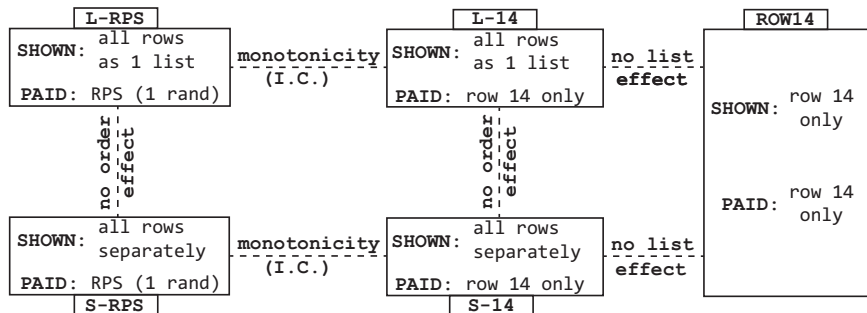 L-RPS
SHOWN: all rows
as 1 list
PAID: RPS (1 rand)
monotonicity
(I.C.)
L-14
SHOWN: all rows
as 1 list
PAID: row 14 only
no list
effect
ROW14
SHOWN: row 14
only
PAID: row 14
only
no order
effect
no order
effect
SHOWN: all rows
separately
PAID: RPS (1 rand)
S-RPS
monotonicity
(I.C.)
SHOWN: all rows
separately
PAID: row 14 only
S-14
no list
effect